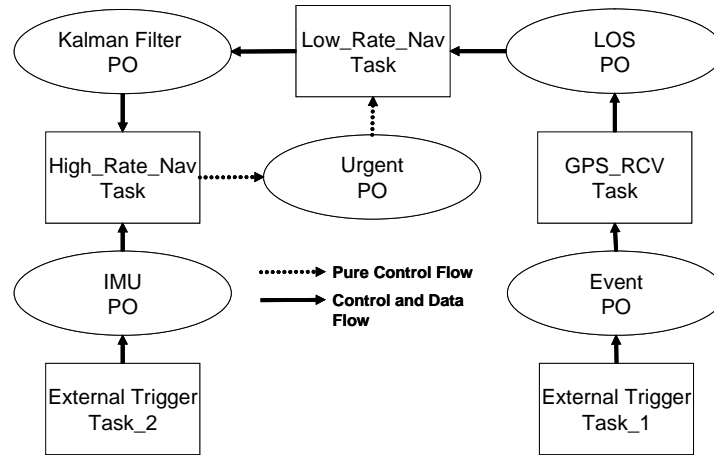 Kalman Filter
PO
Low_Rate_Nav
Task
LOS
PO
High_Rate_Nav
Task
Urgent
PO
GPS_RCV
Task
IMU
PO
Pure Control Flow
Control and Data
Flow
Event
PO
External Trigger
Task_2
External Trigger
Task_1